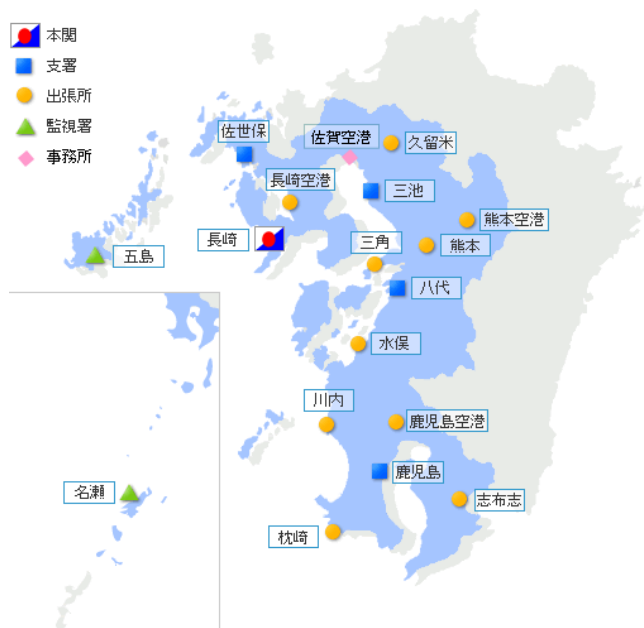 本関
支署
出張所
監視署
事務所
佐世保
佐賀空港
久留米
長崎空港
三池
熊本空港
長崎
三角
熊本
五島
八代
水俣
川内
鹿児島空港
鹿児島
名瀬
志布志
枕崎